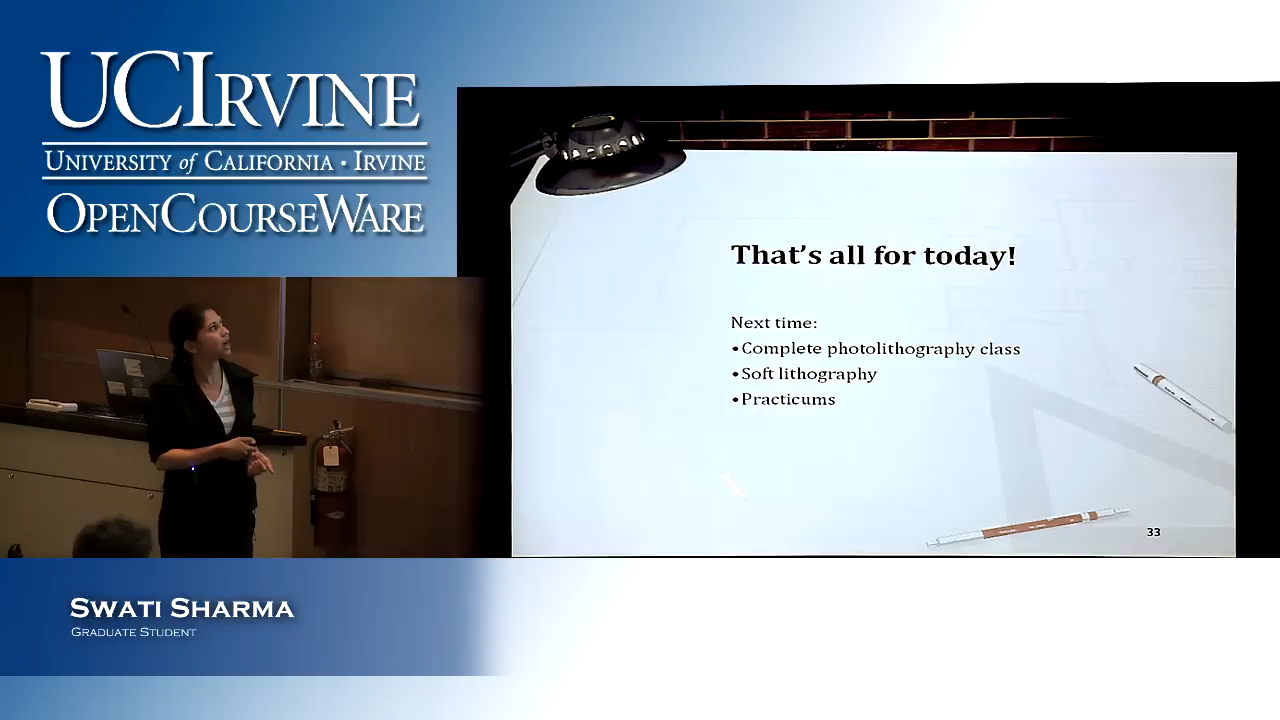 UCIRVINE
UNIVERSITY of CALIFORNIA · IRVINE
OPENCOURSEWARE
That's all for today!
Next time:
•Complete photolithography class
•Soft lithography
•Practicums
33
SWATI SHARMA
GRADUATE STUDENT